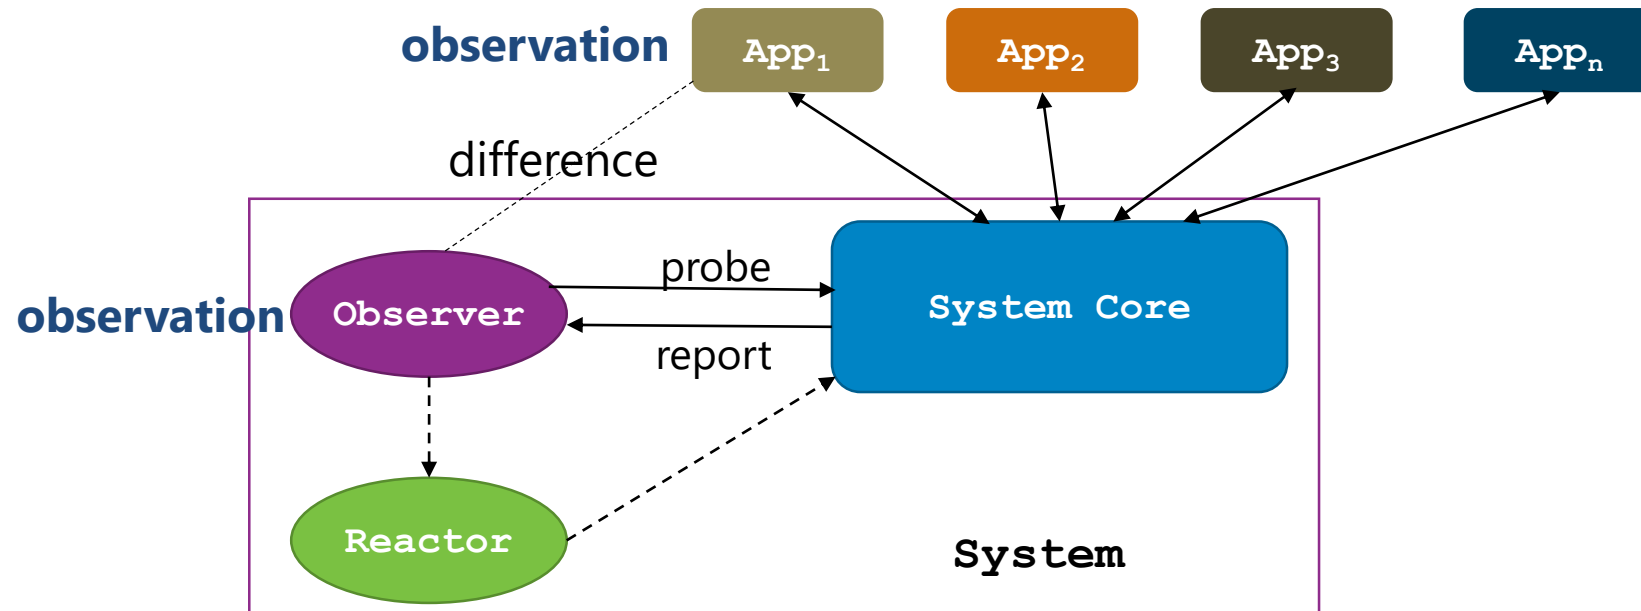 observation
App₁
App₂
App₃
Appₙ
difference
probe
System Core
observation
Observer
report
Reactor
System